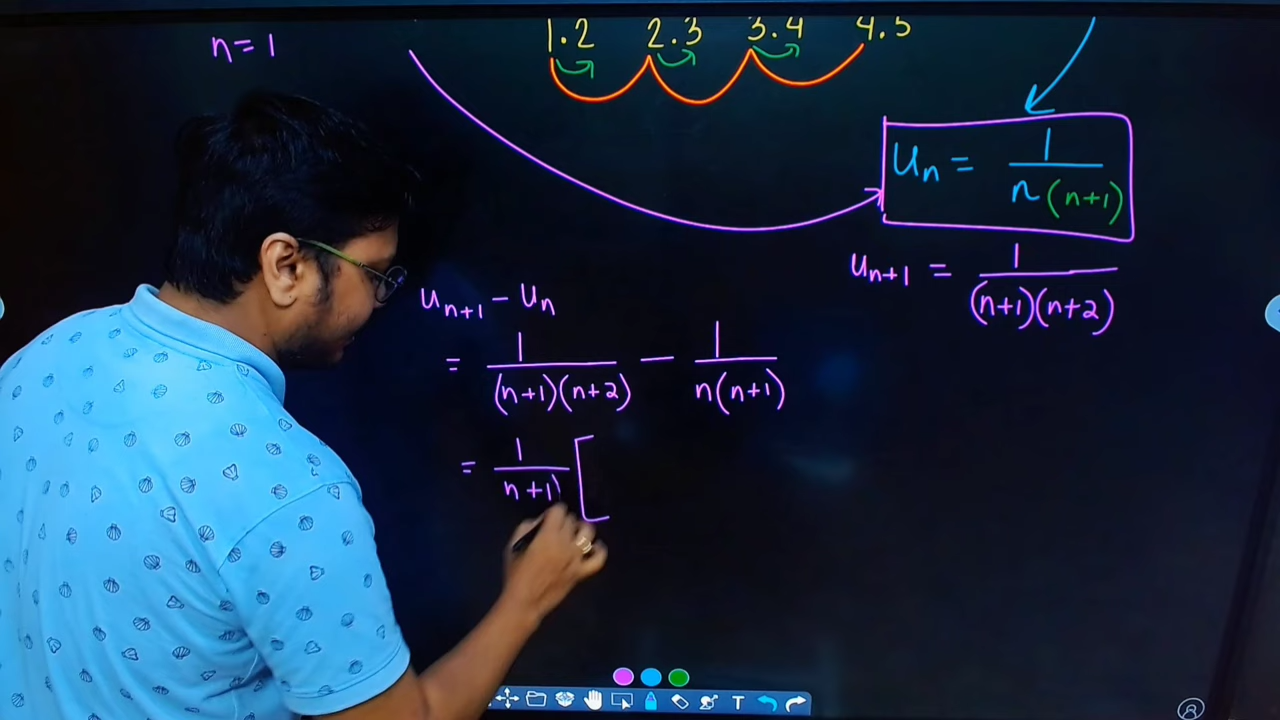 n = 1
1.2 2.3 3.4 4.5
uₙ = 1/n(n+1)
uₙ₊₁ = 1/(n+1)(n+2)
uₙ₊₁ - uₙ
= 1/(n+1)(n+2) - 1/n(n+1)
= 1/(n+1) [
T